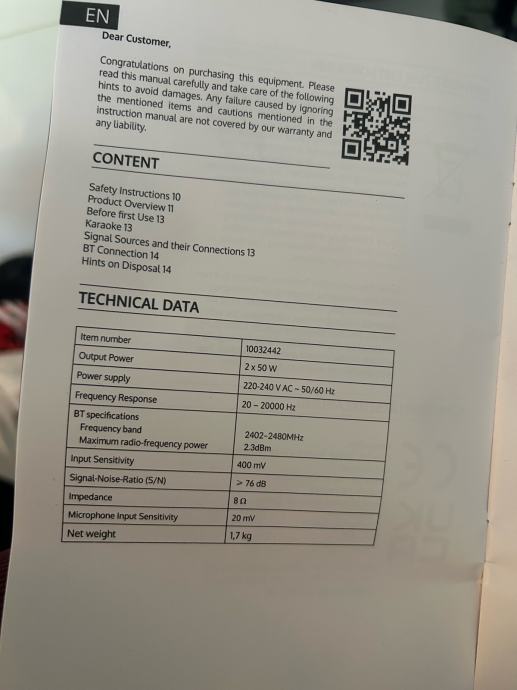 EN
Dear Customer,
Congratulations on purchasing this equipment. Please
read this manual carefully and take care of the following
hints to avoid damages. Any failure caused by ignoring
the mentioned items and cautions mentioned in the
instruction manual are not covered by our warranty and
any liability.
CONTENT
Safety Instructions 10
Product Overview 11
Before first Use 13
Karaoke 13
Signal Sources and their Connections 13
BT Connection 14
Hints on Disposal 14
TECHNICAL DATA
Item number 10032442
Output Power 2 x 50 W
Power supply 220-240 V AC ~ 50/60 Hz
Frequency Response 20 – 20000 Hz
BT specifications
Frequency band 2402-2480MHz
Maximum radio-frequency power 2.3dBm
Input Sensitivity 400 mV
Signal-Noise-Ratio (S/N) > 76 dB
Impedance 8 Ω
Microphone Input Sensitivity 20 mV
Net weight 1,7 kg